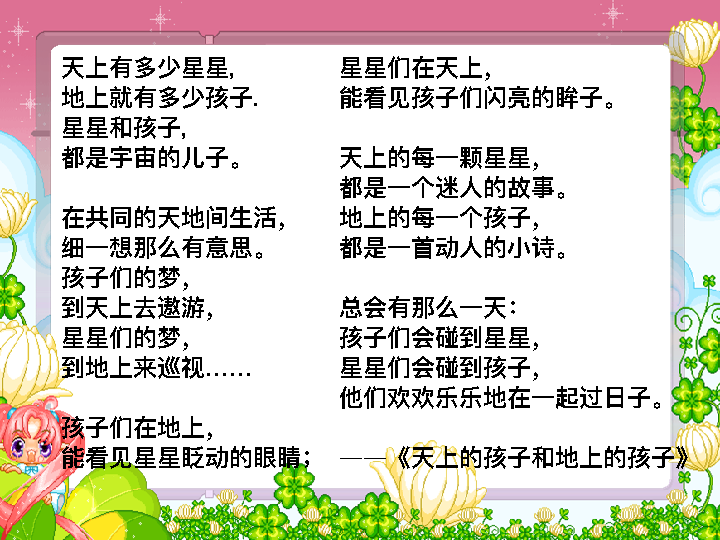 天上有多少星星,
地上就有多少孩子.
星星和孩子,
都是宇宙的儿子。
在共同的天地间生活，
细一想那么有意思。
孩子们的梦，
到天上去遨游，
星星们的梦，
到地上来巡视……
孩子们在地上，
能看见星星眨动的眼睛；
星星们在天上，
能看见孩子们闪亮的眸子。
天上的每一颗星星，
都是一个迷人的故事。
地上的每一个孩子，
都是一首动人的小诗。
总会有那么一天：
孩子们会碰到星星，
星星们会碰到孩子，
他们欢欢乐乐地在一起过日子。
——《天上的孩子和地上的孩子》